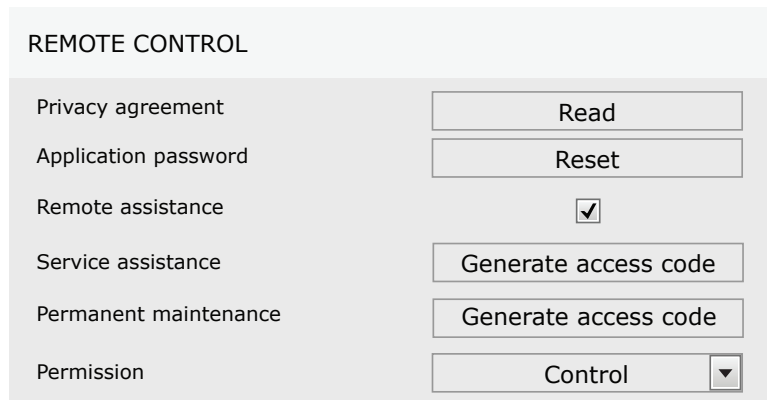 REMOTE CONTROL
Privacy agreement Read
Application password Reset
Remote assistance
Service assistance Generate access code
Permanent maintenance Generate access code
Permission Control